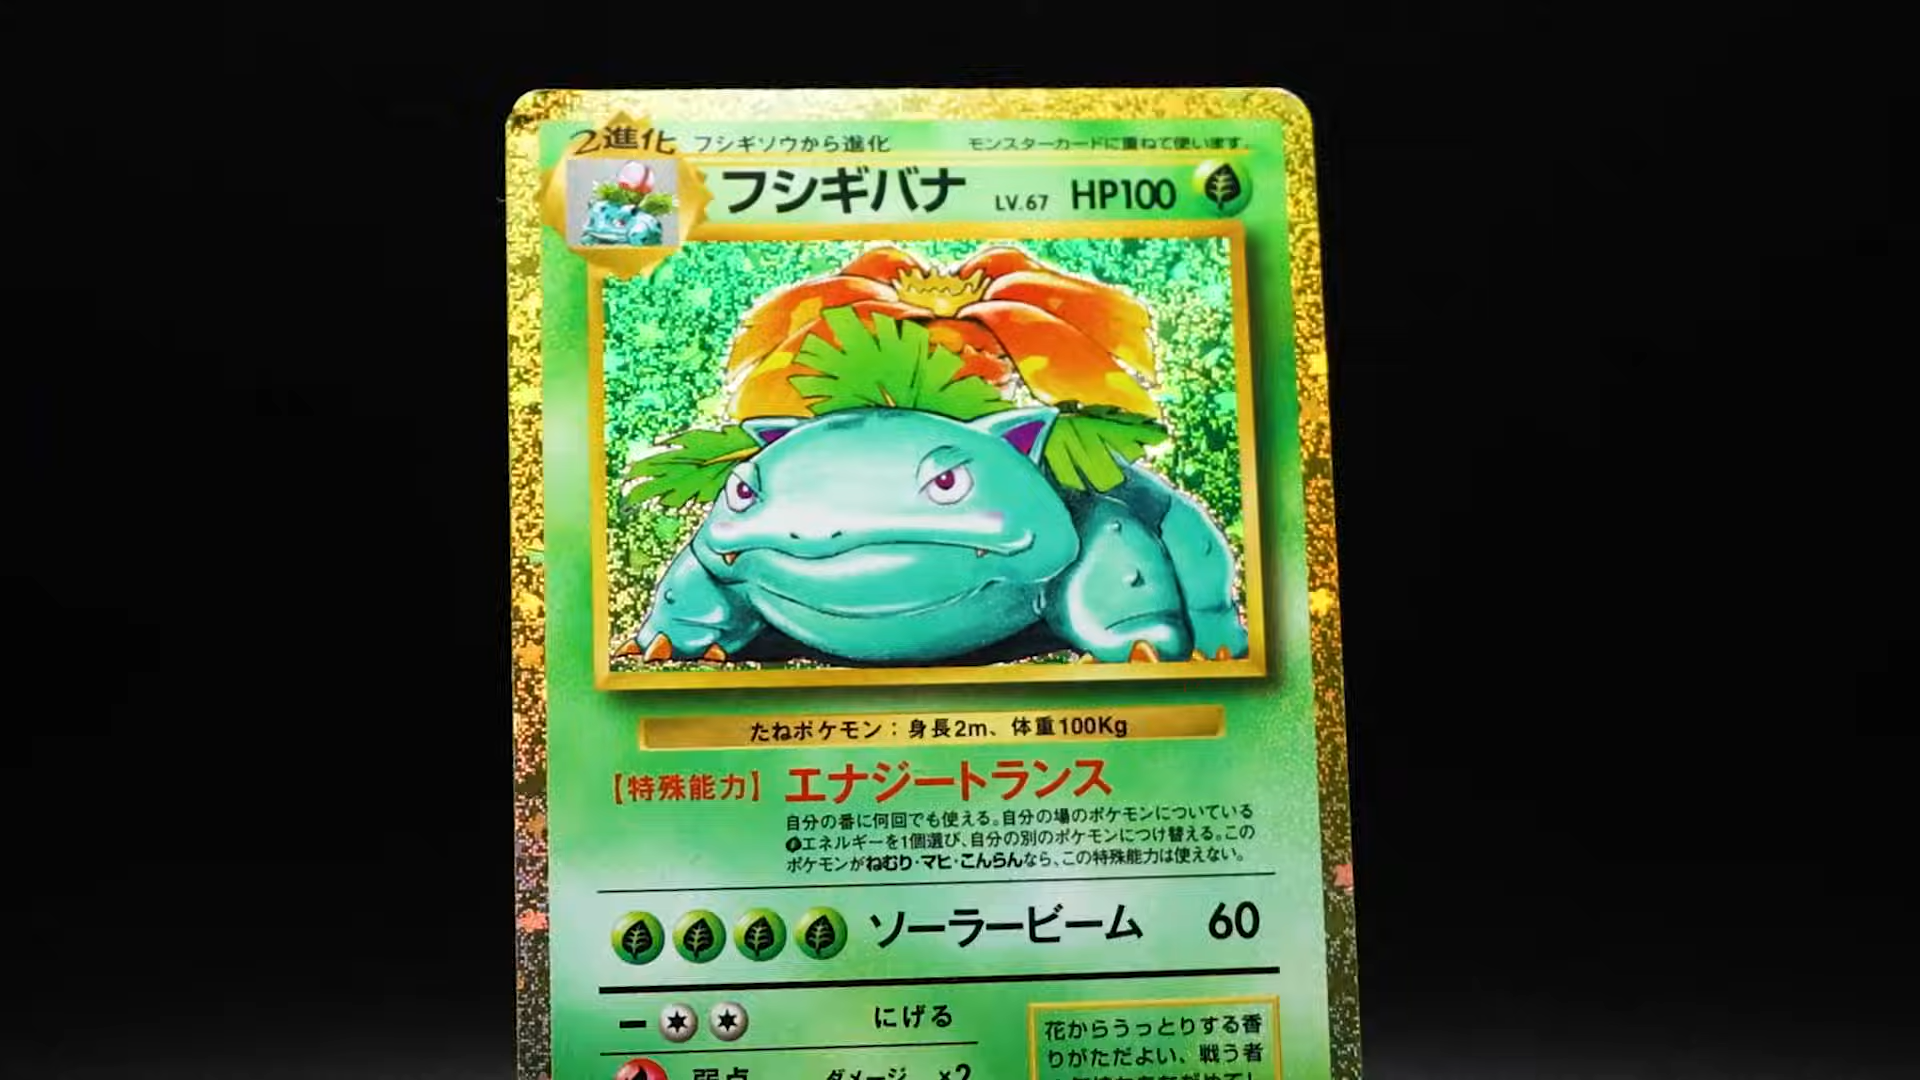 2進化 フシギソウから進化 モンスターカードに重ねて使います。
フシギバナ LV.67 HP100
たねポケモン：身長2m、体重100Kg
【特殊能力】 エナジートランス
自分の番に何回でも使える。自分の場のポケモンについている
エネルギーを1個選び、自分の別のポケモンにつけ替える。この
ポケモンがねむり・マヒ・こんらんなら、この特殊能力は使えない。
ソーラービーム 60
にげる
花からうっとりする香
りがただよい、戦う者
弱点 ダメージ ×2